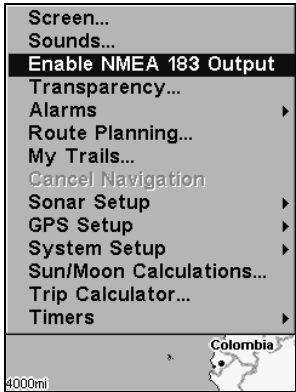 Screen...
Sounds...
Enable NMEA 183 Output
Transparency...
Alarms
Route Planning...
My Trails...
Cancel Navigation
Sonar Setup
GPS Setup
System Setup
Sun/Moon Calculations...
Trip Calculator...
Timers
Colombia
4000mi